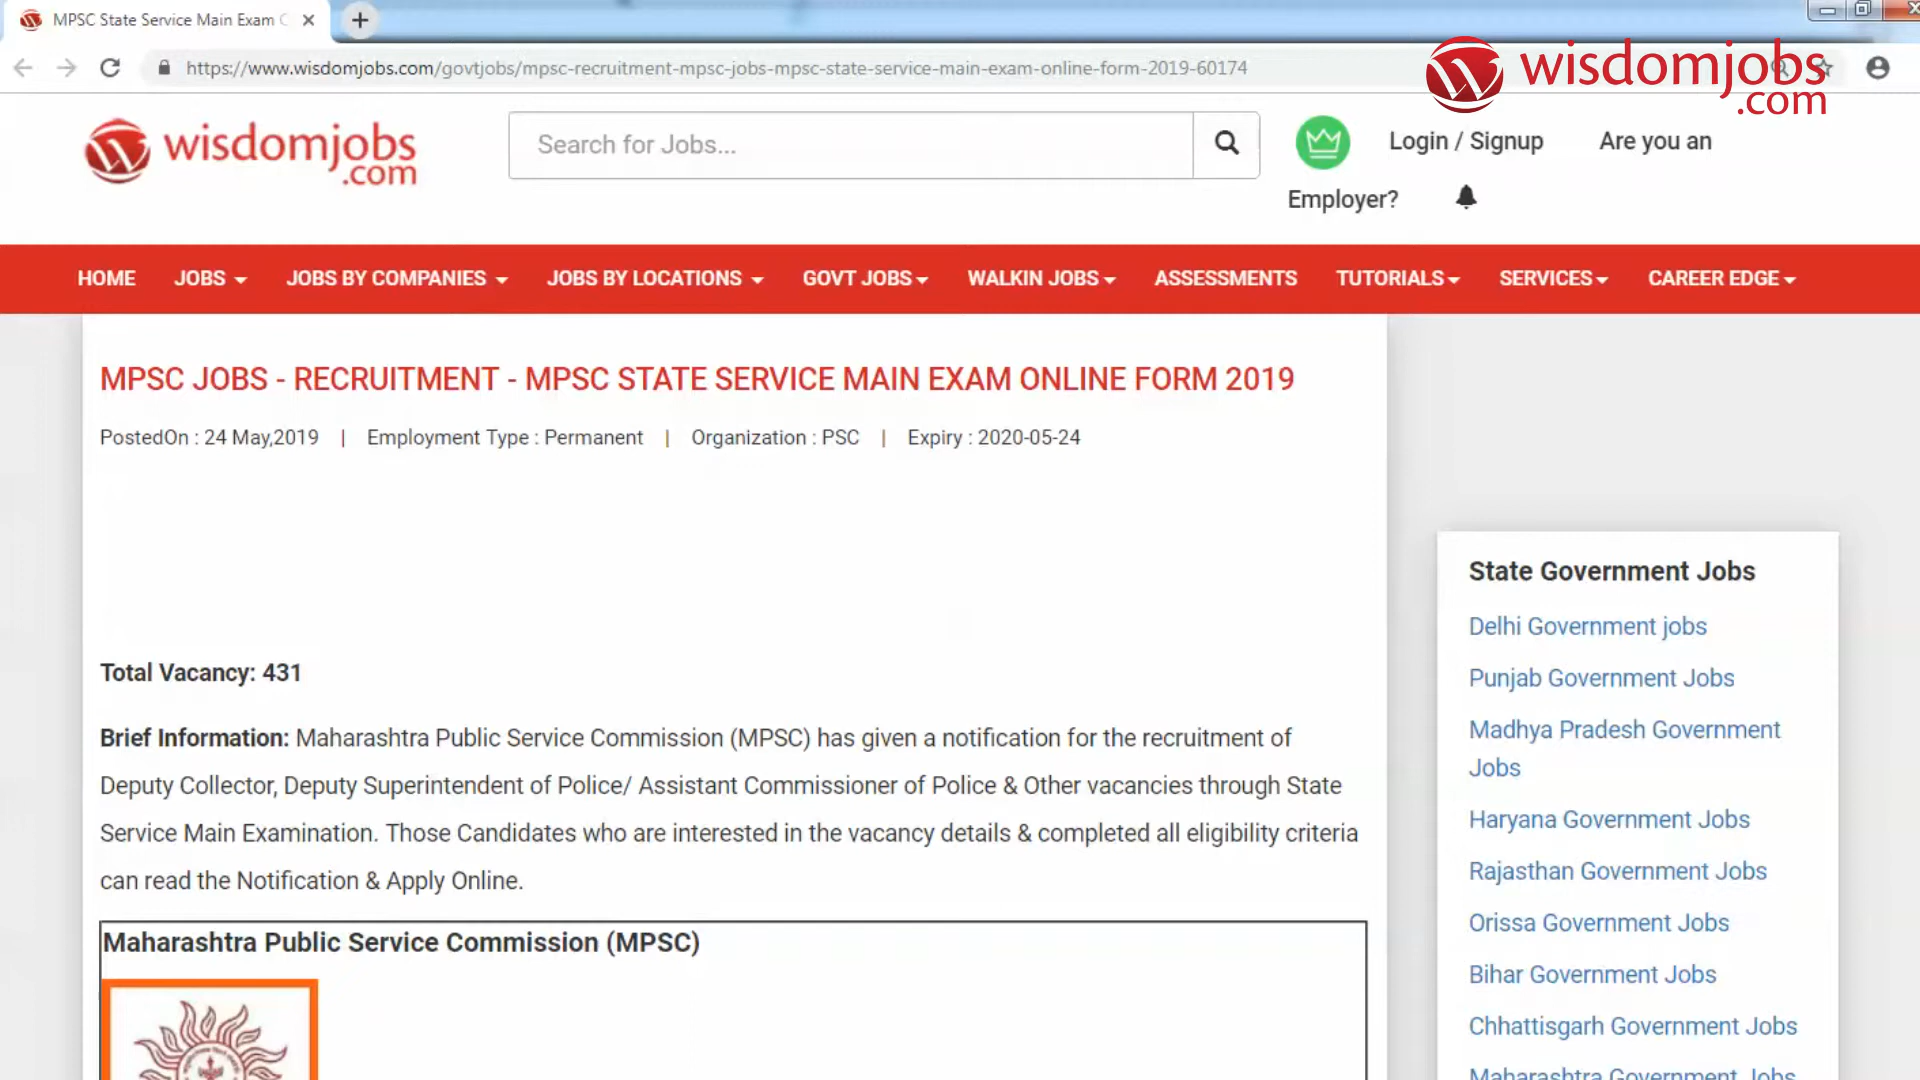 MPSC State Service Main Exam
https://www.wisdomjobs.com/govtjobs/mpsc-recruitment-mpsc-jobs-mpsc-state-service-main-exam-online-form-2019-60174
wisdomjobs
.com
wisdomjobs
.com
Search for Jobs...
Login / Signup
Are you an
Employer?
HOME JOBS JOBS BY COMPANIES JOBS BY LOCATIONS GOVT JOBS WALKIN JOBS ASSESSMENTS TUTORIALS SERVICES CAREER EDGE
MPSC JOBS - RECRUITMENT - MPSC STATE SERVICE MAIN EXAM ONLINE FORM 2019
PostedOn : 24 May,2019 | Employment Type : Permanent | Organization : PSC | Expiry : 2020-05-24
Total Vacancy: 431
Brief Information: Maharashtra Public Service Commission (MPSC) has given a notification for the recruitment of
Deputy Collector, Deputy Superintendent of Police/ Assistant Commissioner of Police & Other vacancies through State
Service Main Examination. Those Candidates who are interested in the vacancy details & completed all eligibility criteria
can read the Notification & Apply Online.
Maharashtra Public Service Commission (MPSC)
State Government Jobs
Delhi Government jobs
Punjab Government Jobs
Madhya Pradesh Government
Jobs
Haryana Government Jobs
Rajasthan Government Jobs
Orissa Government Jobs
Bihar Government Jobs
Chhattisgarh Government Jobs
Maharashtra Government Jobs